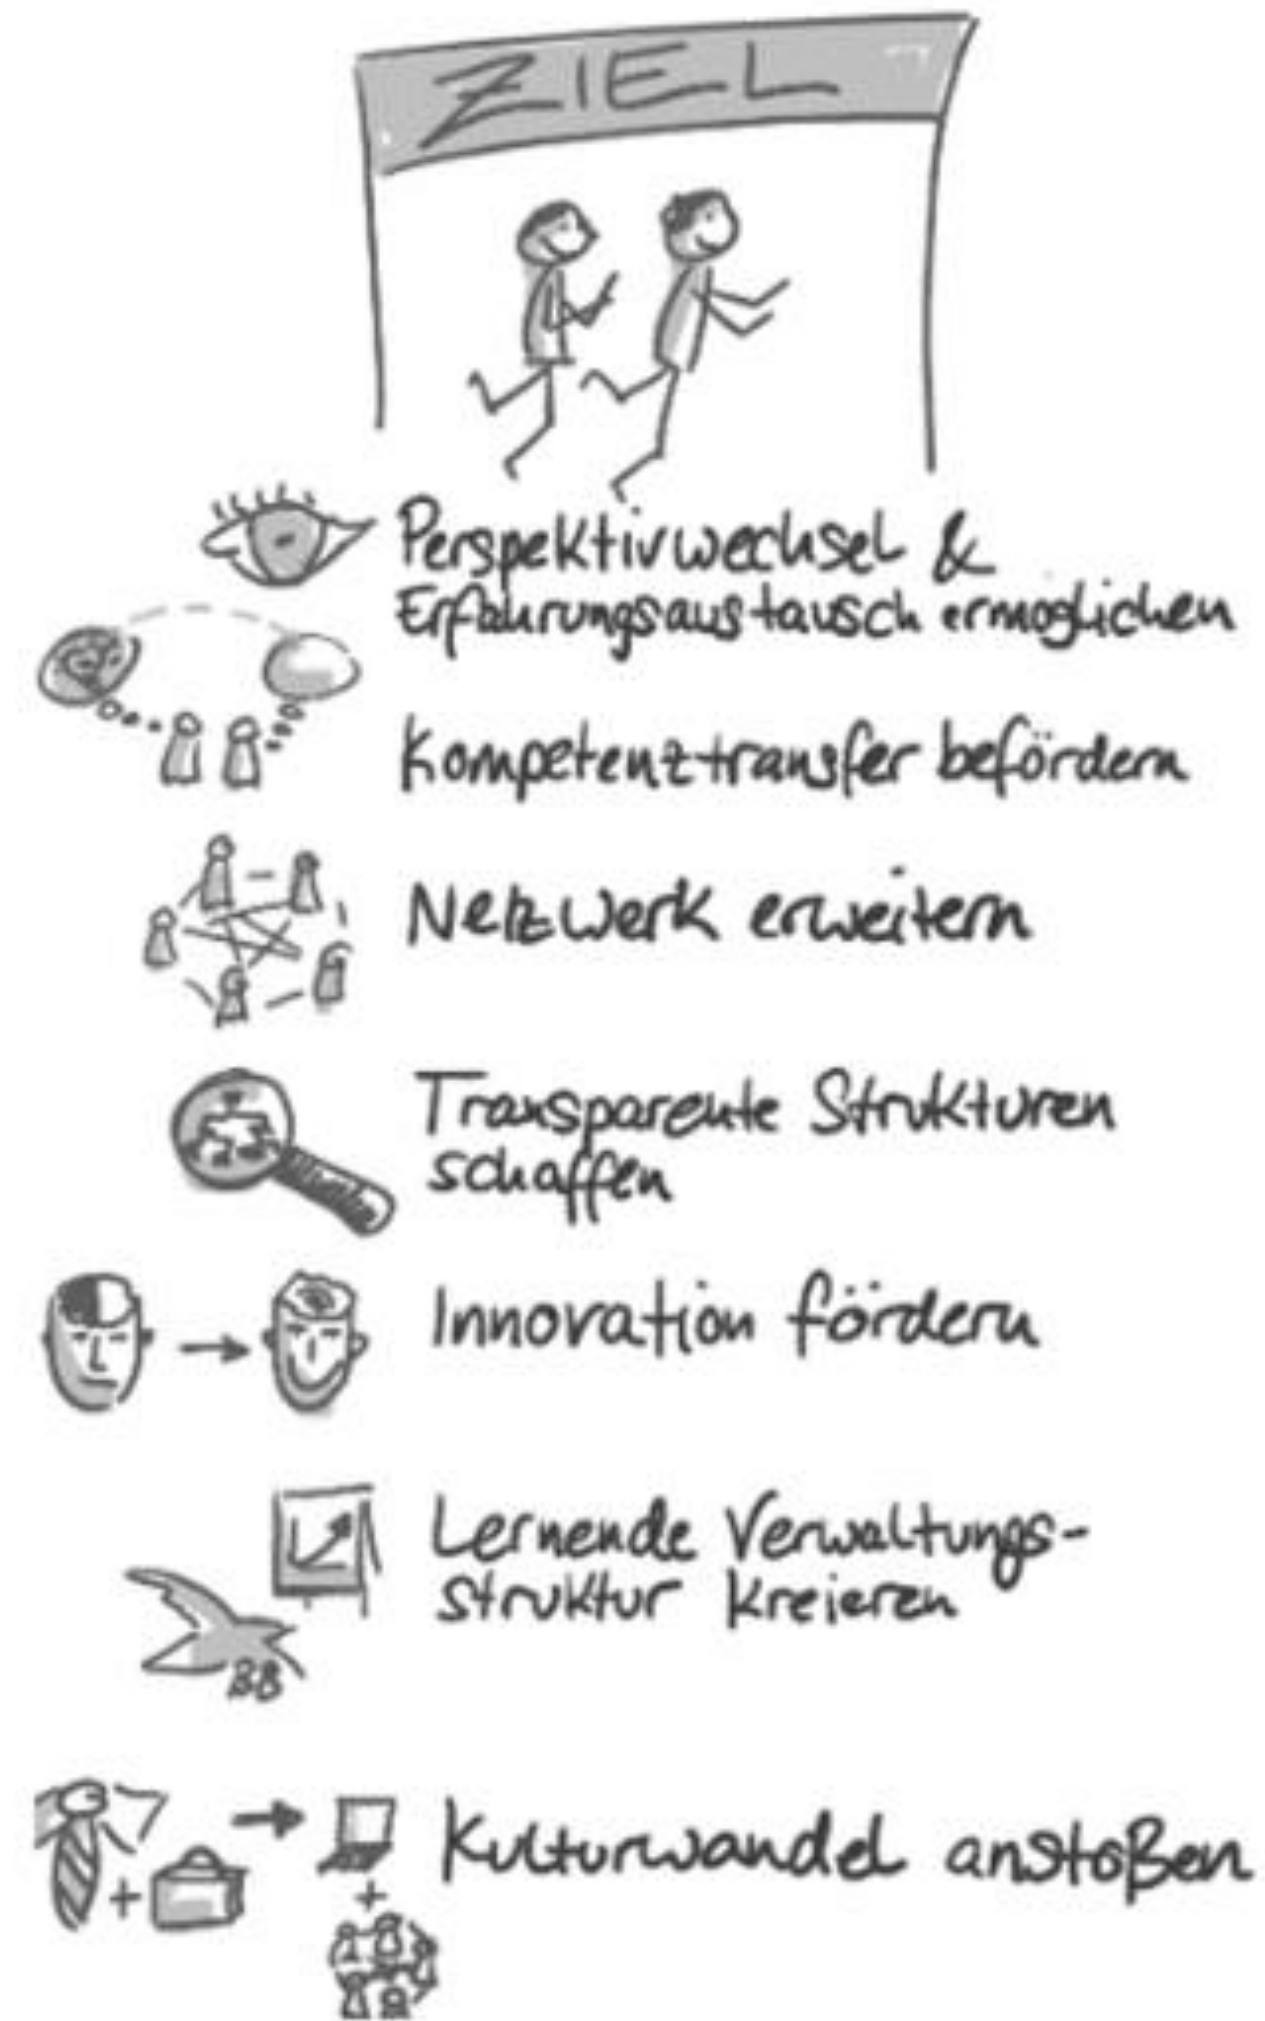 ZIEL
Perspektivwechsel &
Erfahrungsaustausch ermöglichen
Kompetenztransfer befördern
Netzwerk erweitern
Transparente Strukturen
schaffen
Innovation fördern
Lernende Verwaltungs-
struktur kreieren
BB
Kulturwandel anstoßen